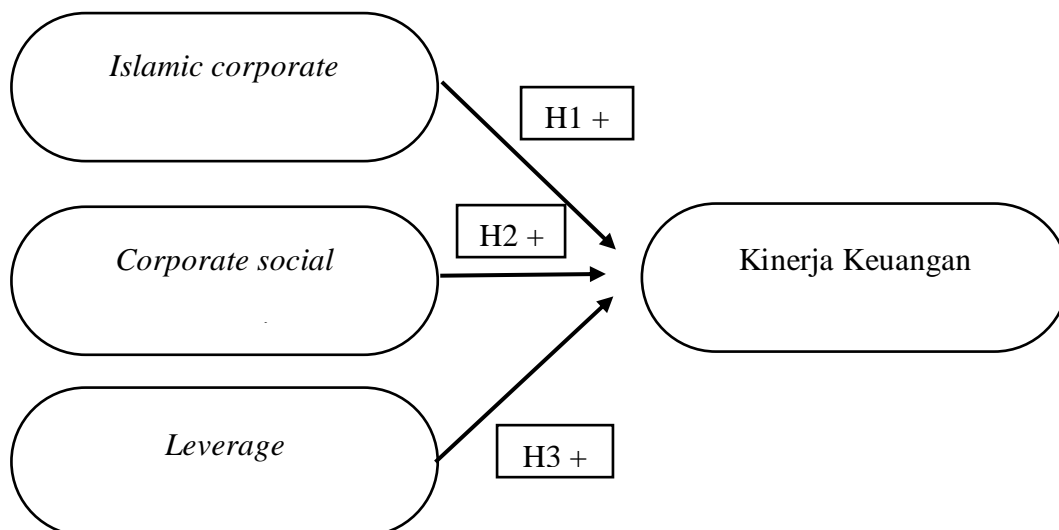 Islamic corporate
H1 +
Corporate social
H2 +
Kinerja Keuangan
Leverage
H3 +